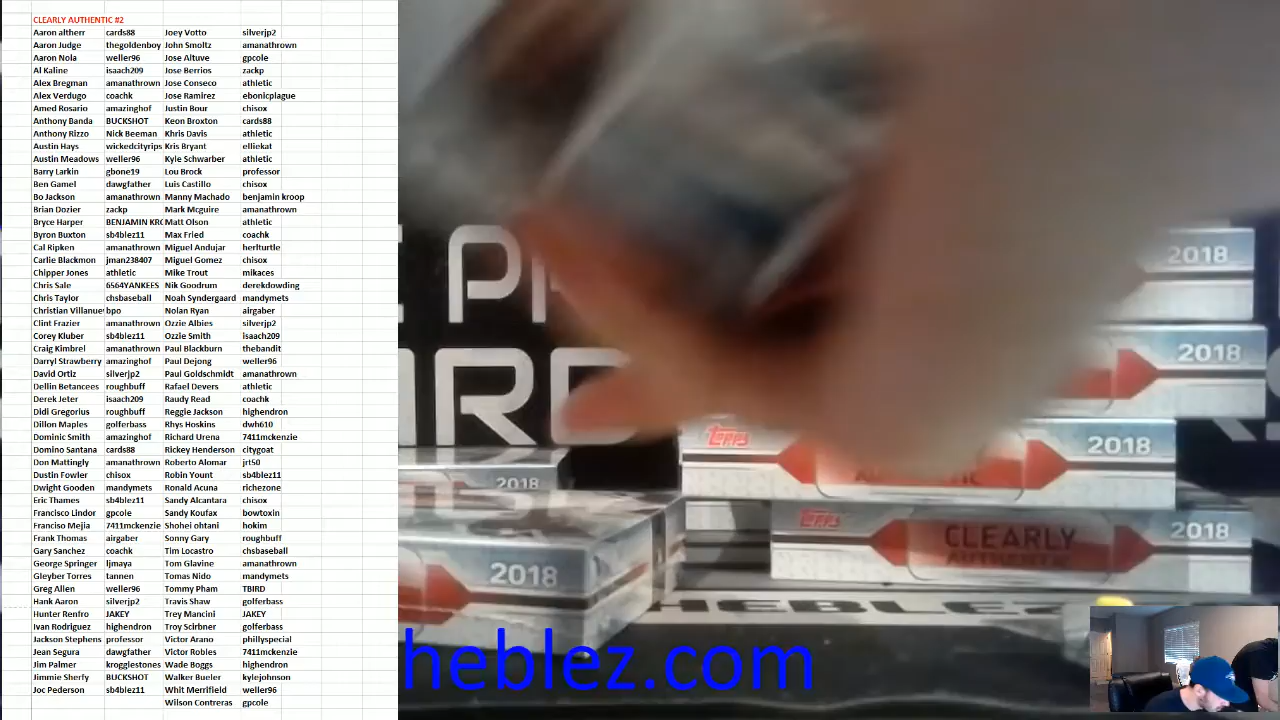 CLEARLY AUTHENTIC #2
Aaron altherr cards88 Joey Votto silverjp2
Aaron Judge thegoldenboy John Smoltz amanathrown
Aaron Nola weller96 Jose Altuve gpcole
Al Kaline isaach209 Jose Berrios zackp
Alex Bregman amanathrown Jose Conseco athletic
Alex Verdugo coachk Jose Ramirez ebonicplague
Amed Rosario amazinghof Justin Bour chisox
Anthony Banda BUCKSHOT Keon Broxton cards88
Anthony Rizzo Nick Beeman Khris Davis athletic
Austin Hays wickedcityrips Kris Bryant elliekat
Austin Meadows weller96 Kyle Schwarber athletic
Barry Larkin gbone19 Lou Brock professor
Ben Gamel dawgfather Luis Castillo chisox
Bo Jackson amanathrown Manny Machado benjamin kroop
Brian Dozier zackp Mark Mcguire amanathrown
Bryce Harper BENJAMIN KRO Matt Olson athletic
Byron Buxton sb4blez11 Max Fried coachk
Cal Ripken amanathrown Miguel Andujar herlturtle
Carlie Blackmon jman238407 Miguel Gomez chisox
Chipper Jones athletic Mike Trout mikaces
Chris Sale 6564YANKEES Nik Goodrum derekdowding
Chris Taylor chsbaseball Noah Syndergaard mandymets
Christian Villanue bpo Nolan Ryan airgaber
Clint Frazier amanathrown Ozzie Albies silverjp2
Corey Kluber sb4blez11 Ozzie Smith isaach209
Craig Kimbrel amanathrown Paul Blackburn thebandit
Darryl Strawberry amazinghof Paul Dejong weller96
David Ortiz silverjp2 Paul Goldschmidt amanathrown
Dellin Betancees roughbuff Rafael Devers athletic
Derek Jeter isaach209 Raudy Read coachk
Didi Gregorius roughbuff Reggie Jackson highendron
Dillon Maples golferbass Rhys Hoskins dwh610
Dominic Smith amazinghof Richard Urena 7411mckenzie
Domino Santana cards88 Rickey Henderson citygoat
Don Mattingly amanathrown Roberto Alomar jrt50
Dustin Fowler chisox Robin Yount sb4blez11
Dwight Gooden mandymets Ronald Acuna richezone
Eric Thames sb4blez11 Sandy Alcantara chisox
Francisco Lindor gpcole Sandy Koufax bowtoxin
Franciso Mejia 7411mckenzie Shohei ohtani hokim
Frank Thomas airgaber Sonny Gary roughbuff
Gary Sanchez coachk Tim Locastro chsbaseball
George Springer ljmaya Tom Glavine amanathrown
Gleyber Torres tannen Tomas Nido mandymets
Greg Allen weller96 Tommy Pham TBIRD
Hank Aaron silverjp2 Travis Shaw golferbass
Hunter Renfro JAKEY Trey Mancini JAKEY
Ivan Rodriguez highendron Troy Scirbner golferbass
Jackson Stephens professor Victor Arano phillyspecial
Jean Segura dawgfather Victor Robles 7411mckenzie
Jim Palmer krogglestones Wade Boggs highendron
Jimmie Sherfy BUCKSHOT Walker Bueler kylejohnson
Joc Pederson sb4blez11 Whit Merrifield weller96
Wilson Contreras gpcole
2018
2018
Topps 2018
2018
Topps CLEARLY AUTHENTIC 2018
2018
HEBLEZ
heblez.com